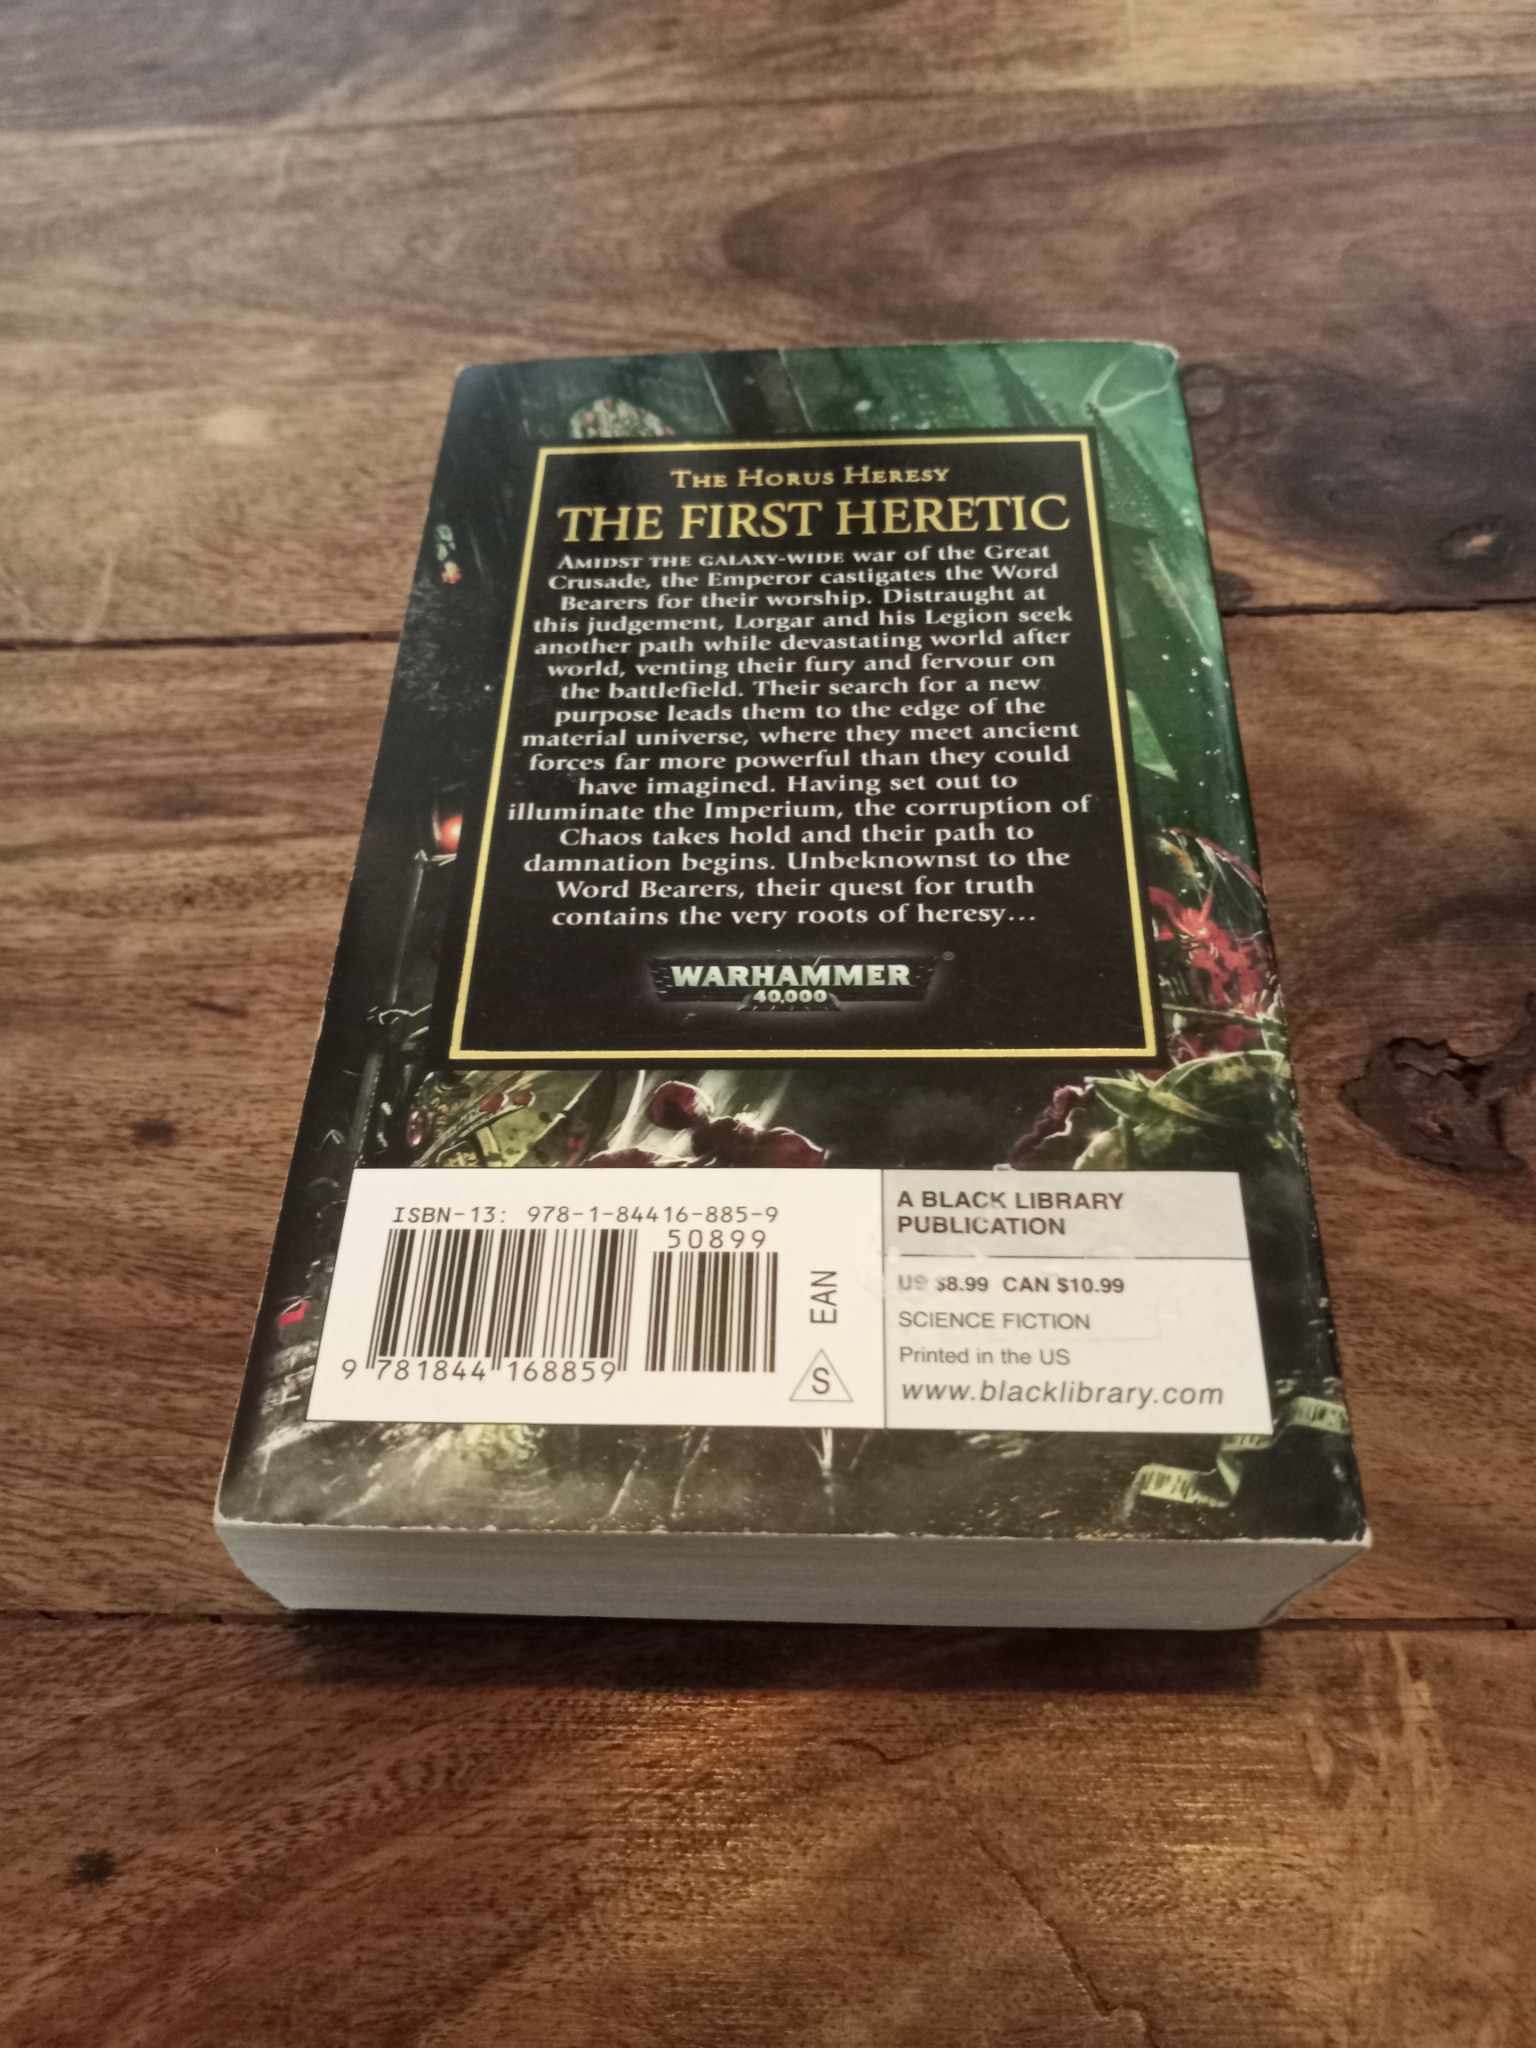 THE HORUS HERESY
THE FIRST HERETIC
AMIDST THE GALAXY-WIDE war of the Great
Crusade, the Emperor castigates the Word
Bearers for their worship. Distraught at
this judgement, Lorgar and his Legion seek
another path while devastating world after
world, venting their fury and fervour on
the battlefield. Their search for a new
purpose leads them to the edge of the
material universe, where they meet ancient
forces far more powerful than they could
have imagined. Having set out to
illuminate the Imperium, the corruption of
Chaos takes hold and their path to
damnation begins. Unbeknownst to the
Word Bearers, their quest for truth
contains the very roots of heresy...
WARHAMMER®
40,000
ISBN-13: 978-1-84416-885-9
50899
9 781844 168859
EAN
S
A BLACK LIBRARY
PUBLICATION
US $8.99 CAN $10.99
SCIENCE FICTION
Printed in the US
www.blacklibrary.com